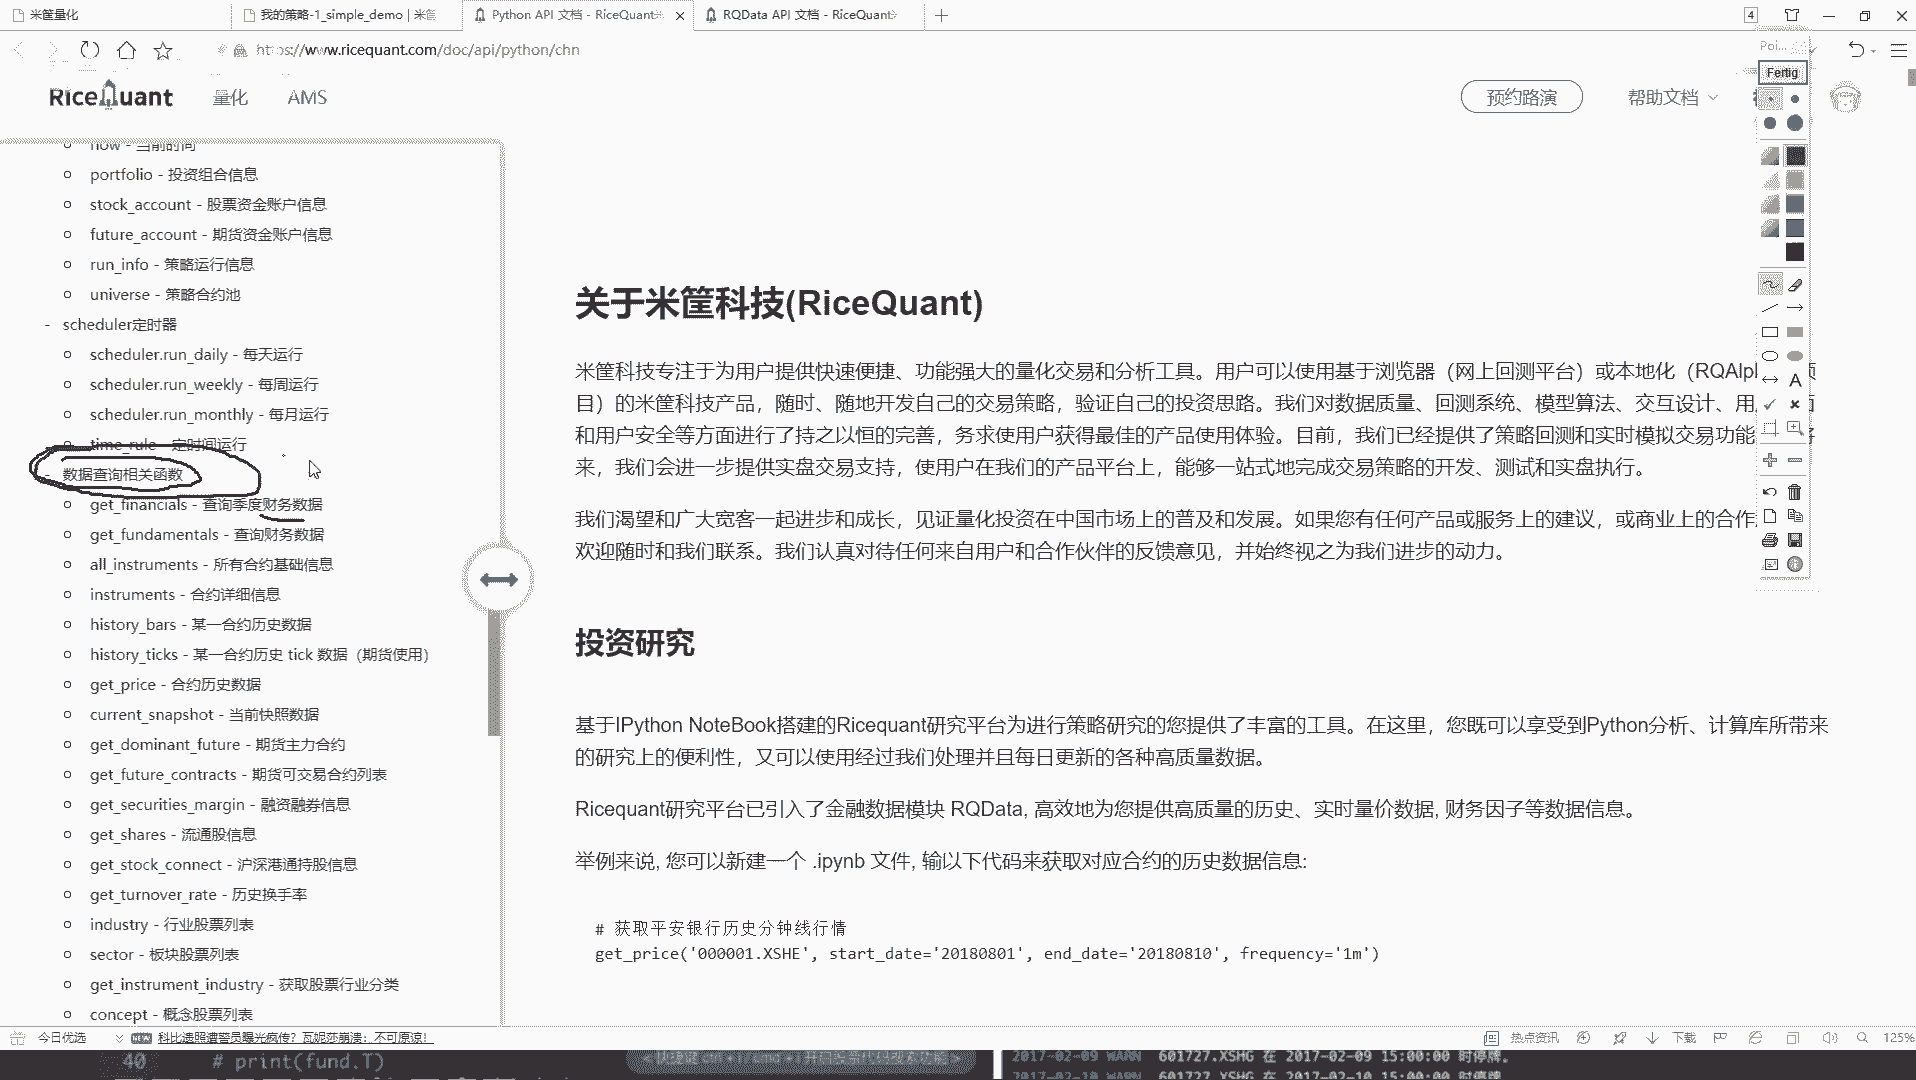 米筐量化
我的策略-1_simple_demo | 米筐
Python API 文档 - RiceQuant
RQData API 文档 - RiceQuant
4
https://www.ricequant.com/doc/api/python/chn
RiceQuant
量化
AMS
预约路演
帮助文档
Poi...
Fertig
now - 当前时间
portfolio - 投资组合信息
stock_account - 股票资金账户信息
future_account - 期货资金账户信息
run_info - 策略运行信息
universe - 策略合约池
- scheduler定时器
scheduler.run_daily - 每天运行
scheduler.run_weekly - 每周运行
scheduler.run_monthly - 每月运行
time_rule - 定时间运行
- 数据查询相关函数
get_financials - 查询季度财务数据
get_fundamentals - 查询财务数据
all_instruments - 所有合约基础信息
instruments - 合约详细信息
history_bars - 某一合约历史数据
history_ticks - 某一合约历史 tick 数据（期货使用）
get_price - 合约历史数据
current_snapshot - 当前快照数据
get_dominant_future - 期货主力合约
get_future_contracts - 期货可交易合约列表
get_securities_margin - 融资融券信息
get_shares - 流通股信息
get_stock_connect - 沪深港通持股信息
get_turnover_rate - 历史换手率
industry - 行业股票列表
sector - 板块股票列表
get_instrument_industry - 获取股票行业分类
concept - 概念股票列表
关于米筐科技(RiceQuant)
米筐科技专注于为用户提供快速便捷、功能强大的量化交易和分析工具。用户可以使用基于浏览器（网上回测平台）或本地化（RQAlp
目）的米筐科技产品，随时、随地开发自己的交易策略，验证自己的投资思路。我们对数据质量、回测系统、模型算法、交互设计、用
和用户安全等方面进行了持之以恒的完善，务求使用户获得最佳的产品使用体验。目前，我们已经提供了策略回测和实时模拟交易功能
来，我们会进一步提供实盘交易支持，使用户在我们的产品平台上，能够一站式地完成交易策略的开发、测试和实盘执行。
我们渴望和广大宽客一起进步和成长，见证量化投资在中国市场上的普及和发展。如果您有任何产品或服务上的建议，或商业上的合作
欢迎随时和我们联系。我们认真对待任何来自用户和合作伙伴的反馈意见，并始终视之为我们进步的动力。
投资研究
基于IPython NoteBook搭建的Ricequant研究平台为进行策略研究的您提供了丰富的工具。在这里，您既可以享受到Python分析、计算库所带来
的研究上的便利性，又可以使用经过我们处理并且每日更新的各种高质量数据。
Ricequant研究平台已引入了金融数据模块 RQData, 高效地为您提供高质量的历史、实时量价数据, 财务因子等数据信息。
举例来说, 您可以新建一个 .ipynb 文件, 输以下代码来获取对应合约的历史数据信息:
# 获取平安银行历史分钟线行情
get_price('000001.XSHE', start_date='20180801', end_date='20180810', frequency='1m')
今日优选
NEW
科比遗照遭警员曝光疯传？瓦妮莎崩溃：不可原谅！
热点资讯
下载
125%
40 # print(fund.T)
2017-02-09 WARN 601727.XSHG 在 2017-02-09 15:00:00 时停牌。
2017-02-10 WARN 601727.XSHG 在 2017-02-10 15:00:00 时停牌。